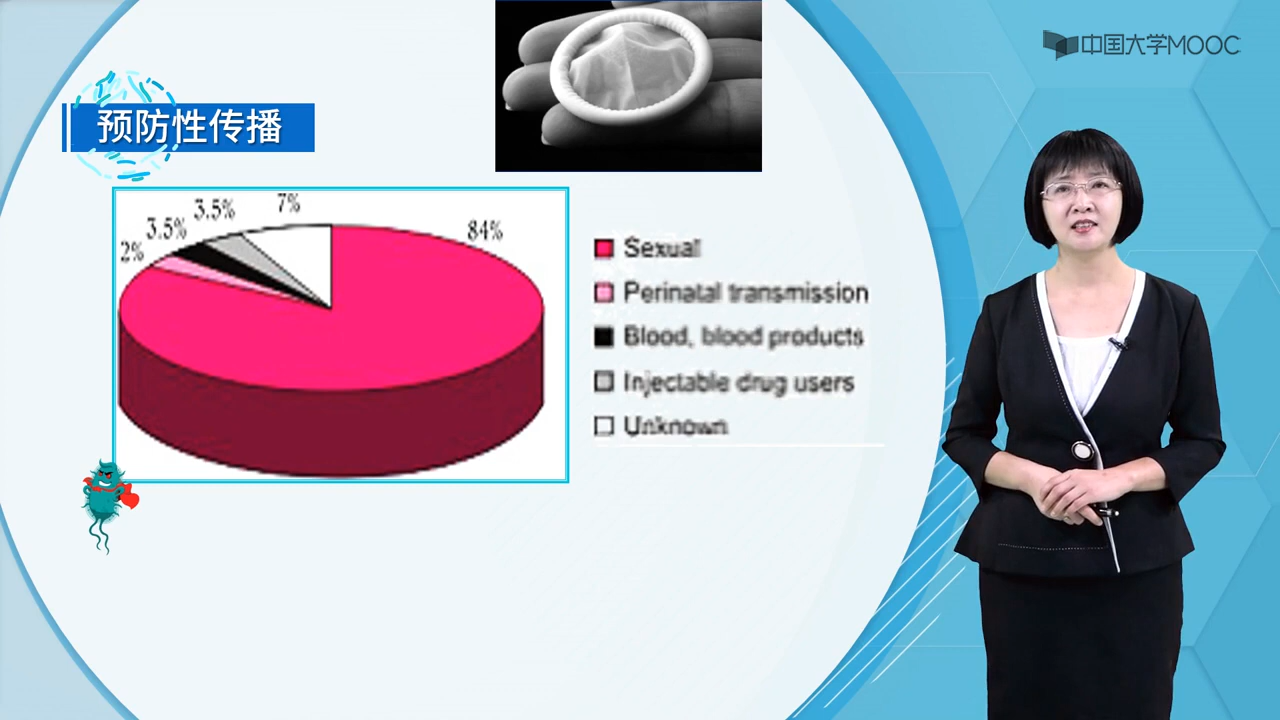 中国大学MOOC
预防性传播
7%
3.5%
3.5%
2%
84%
Sexual
Perinatal transmission
Blood, blood products
Injectable drug users
Unknown